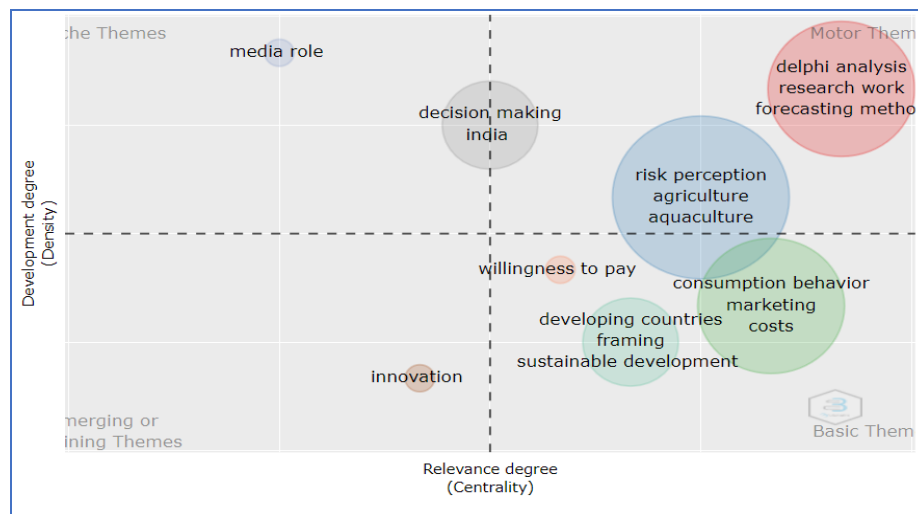 che Themes
Motor Them
media role
delphi analysis
research work
forecasting metho
decision making
india
risk perception
agriculture
aquaculture
Development degree
(Density)
willingness to pay
consumption behavior
marketing
costs
developing countries
framing
sustainable development
innovation
merging or
ining Themes
Basic Them
Relevance degree
(Centrality)